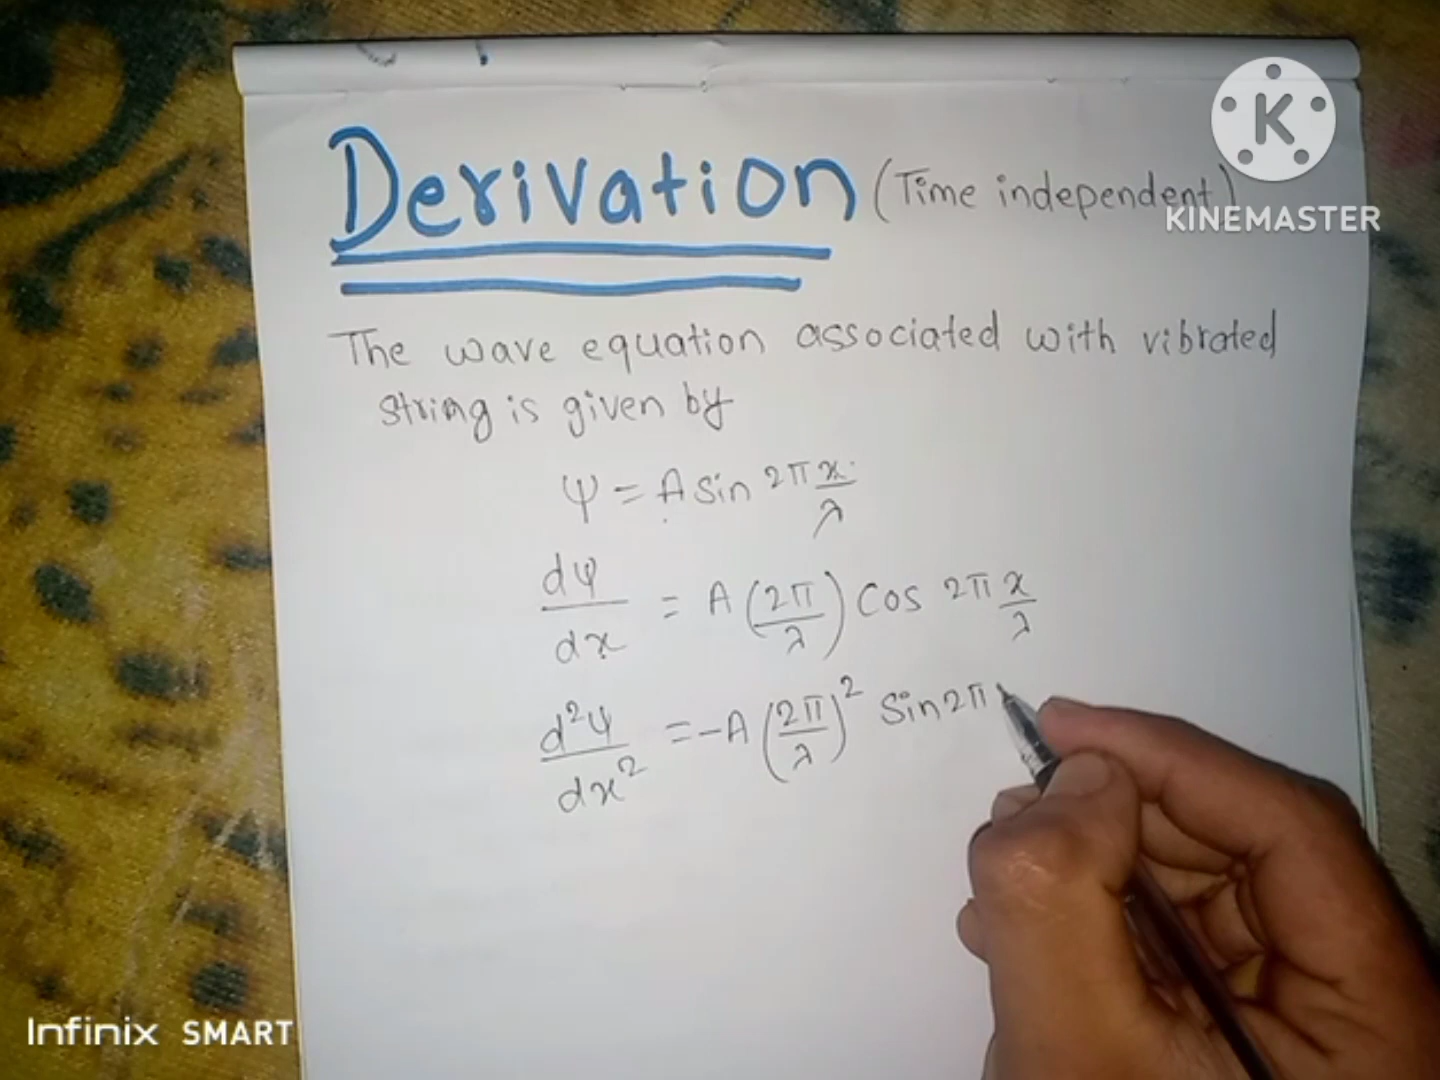 Derivation (Time independent)
K
KINEMASTER
The wave equation associated with vibrated
string is given by
ψ = A sin 2π x/λ
dψ/dx = A (2π/λ) Cos 2π x/λ
d²ψ/dx² = -A (2π/λ)² Sin 2π
Infinix SMART